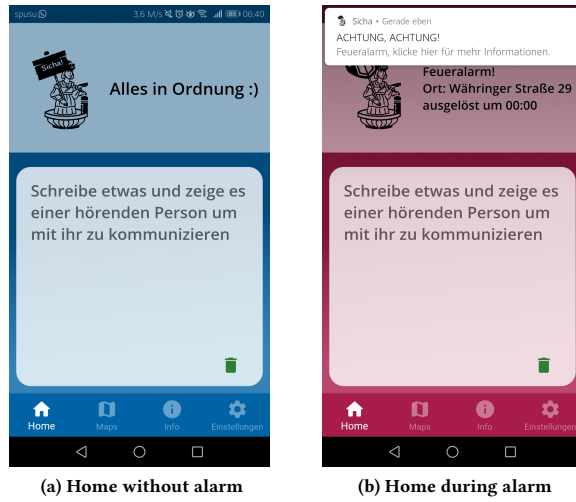 spusu 3,6 M/s 83 06:40
Sicha!
Alles in Ordnung :)
Schreibe etwas und zeige es
einer hörenden Person um
mit ihr zu kommunizieren
Home Maps Info Einstellungen
(a) Home without alarm
Sicha • Gerade eben
ACHTUNG, ACHTUNG!
Feueralarm, klicke hier für mehr Informationen.
Feueralarm!
Ort: Währinger Straße 29
ausgelöst um 00:00
Schreibe etwas und zeige es
einer hörenden Person um
mit ihr zu kommunizieren
Home Maps Info Einstellungen
(b) Home during alarm